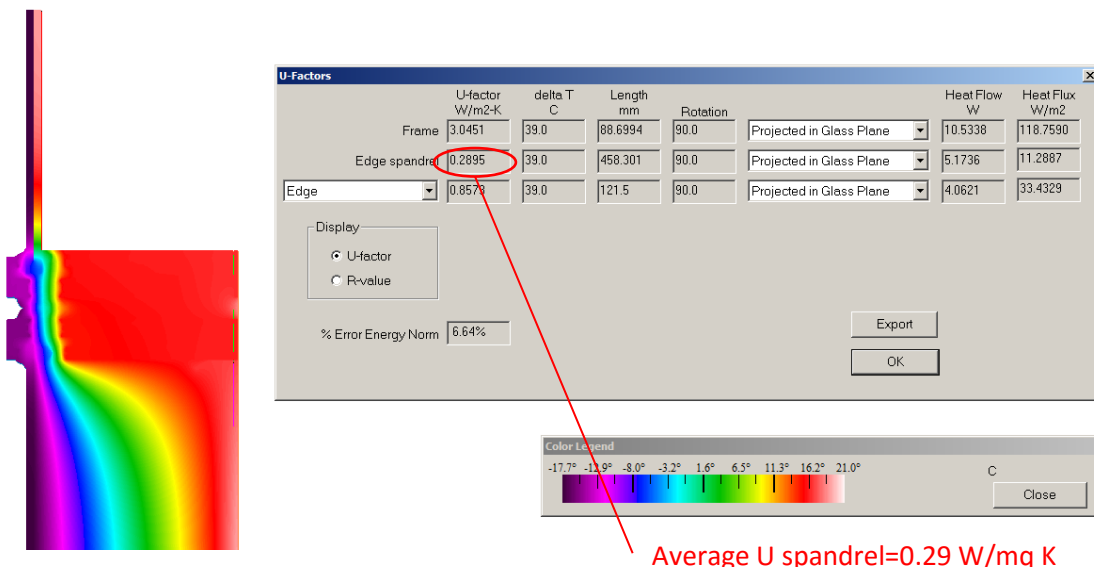 U-Factors
U-factor delta T Length Heat Flow Heat Flux
W/m2-K C mm Rotation W W/m2
Frame 3.0451 39.0 88.6994 90.0 Projected in Glass Plane 10.5338 118.7590
Edge spandrel 0.2895 39.0 458.301 90.0 Projected in Glass Plane 5.1736 11.2887
Edge 0.8573 39.0 121.5 90.0 Projected in Glass Plane 4.0621 33.4329
Display
U-factor
R-value
% Error Energy Norm 6.64%
Export
OK
Color Legend
-17.7° -12.9° -8.0° -3.2° 1.6° 6.5° 11.3° 16.2° 21.0° C
Close
Average U spandrel=0.29 W/mq K